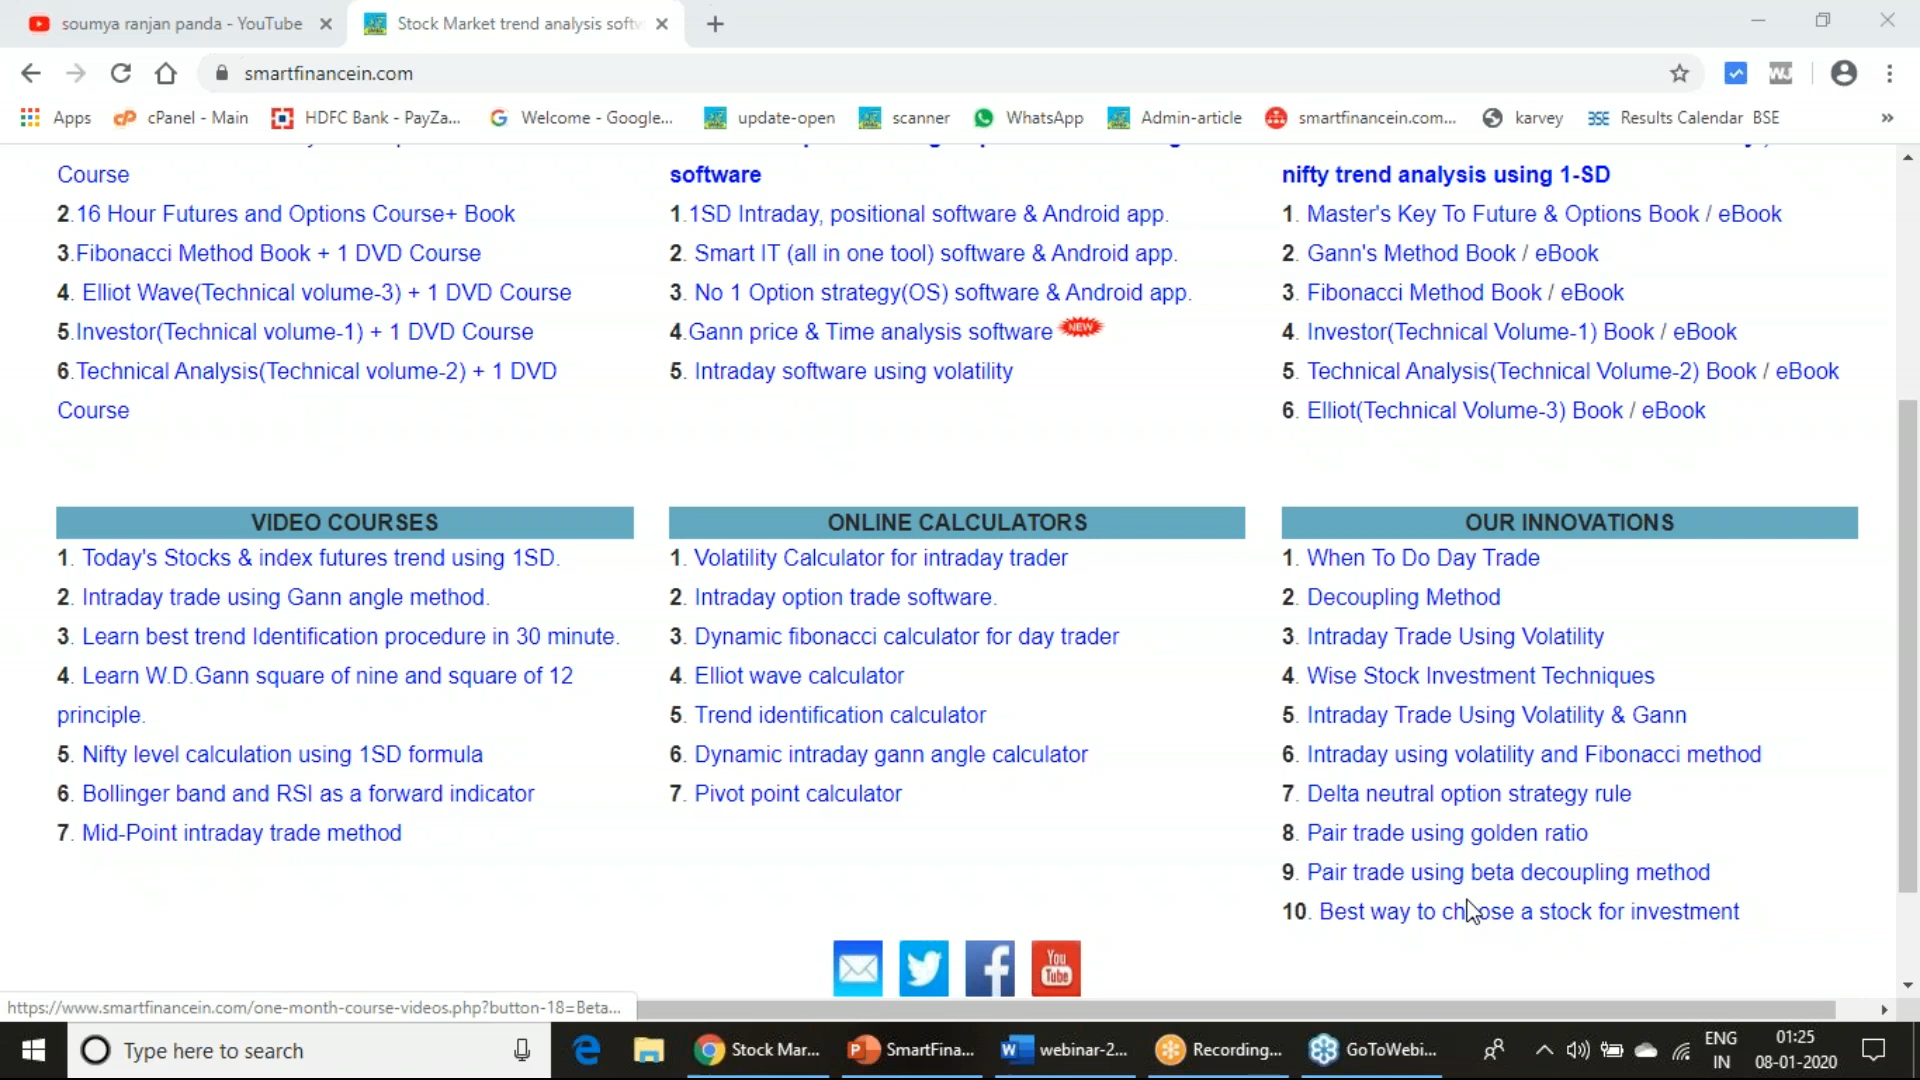 soumya ranjan panda - YouTube
Stock Market trend analysis softw
smartfinancein.com
Apps
cPanel - Main
HDFC Bank - PayZa...
Welcome - Google...
update-open
scanner
WhatsApp
Admin-article
smartfinancein.com...
karvey
BSE Results Calendar BSE
»
Course
2.16 Hour Futures and Options Course+ Book
3.Fibonacci Method Book + 1 DVD Course
4. Elliot Wave(Technical volume-3) + 1 DVD Course
5.Investor(Technical volume-1) + 1 DVD Course
6.Technical Analysis(Technical volume-2) + 1 DVD
Course
software
1.1SD Intraday, positional software & Android app.
2. Smart IT (all in one tool) software & Android app.
3. No 1 Option strategy(OS) software & Android app.
4.Gann price & Time analysis software NEW
5. Intraday software using volatility
nifty trend analysis using 1-SD
1. Master's Key To Future & Options Book / eBook
2. Gann's Method Book / eBook
3. Fibonacci Method Book / eBook
4. Investor(Technical Volume-1) Book / eBook
5. Technical Analysis(Technical Volume-2) Book / eBook
6. Elliot(Technical Volume-3) Book / eBook
VIDEO COURSES
1. Today's Stocks & index futures trend using 1SD.
2. Intraday trade using Gann angle method.
3. Learn best trend Identification procedure in 30 minute.
4. Learn W.D.Gann square of nine and square of 12
principle.
5. Nifty level calculation using 1SD formula
6. Bollinger band and RSI as a forward indicator
7. Mid-Point intraday trade method
ONLINE CALCULATORS
1. Volatility Calculator for intraday trader
2. Intraday option trade software.
3. Dynamic fibonacci calculator for day trader
4. Elliot wave calculator
5. Trend identification calculator
6. Dynamic intraday gann angle calculator
7. Pivot point calculator
OUR INNOVATIONS
1. When To Do Day Trade
2. Decoupling Method
3. Intraday Trade Using Volatility
4. Wise Stock Investment Techniques
5. Intraday Trade Using Volatility & Gann
6. Intraday using volatility and Fibonacci method
7. Delta neutral option strategy rule
8. Pair trade using golden ratio
9. Pair trade using beta decoupling method
10. Best way to choose a stock for investment
You
Tube
https://www.smartfinancein.com/one-month-course-videos.php?button-18=Beta...
Type here to search
Stock Mar...
SmartFina...
webinar-2...
Recording...
GoToWebi...
ENG
IN
01:25
08-01-2020